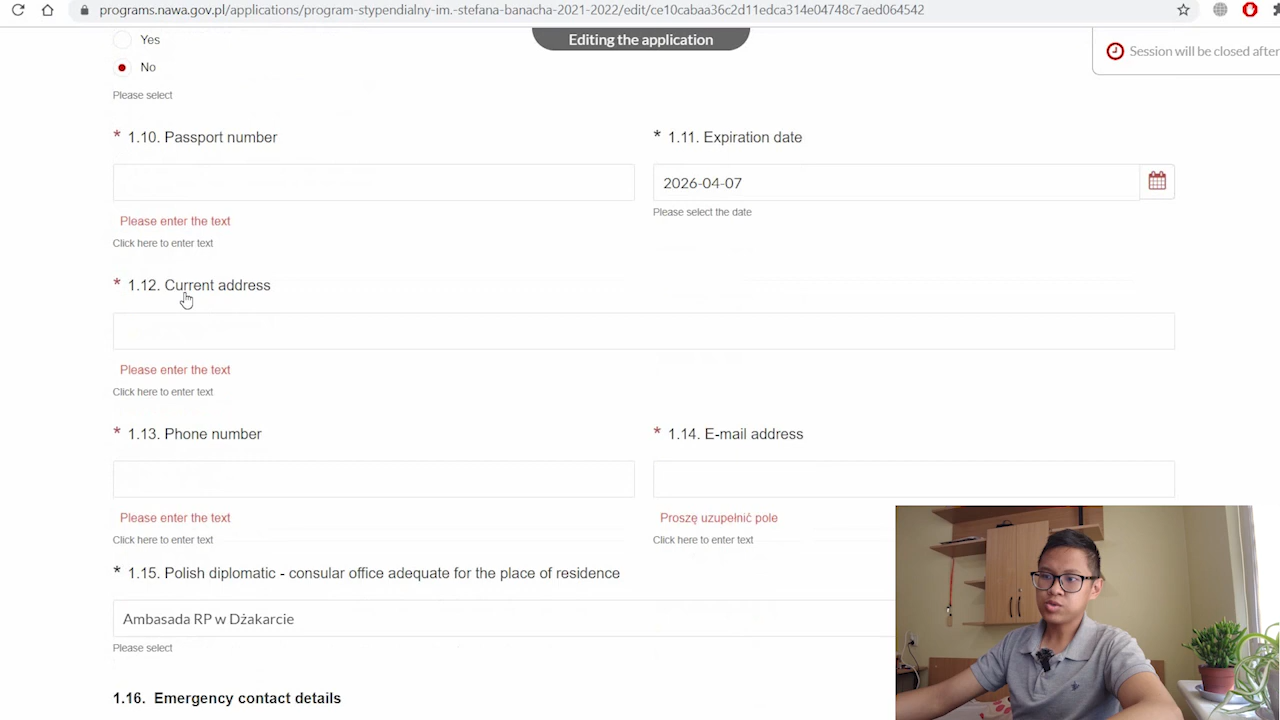 programs.nawa.gov.pl/applications/program-stypendialny-im.-stefana-banacha-2021-2022/edit/ce10cabaa36c2d11edca314e04748c7aed064542
Yes
Editing the application
Session will be closed after
No
Please select
* 1.10. Passport number
* 1.11. Expiration date
2026-04-07
Please enter the text
Please select the date
Click here to enter text
* 1.12. Current address
Please enter the text
Click here to enter text
* 1.13. Phone number
* 1.14. E-mail address
Please enter the text
Proszę uzupełnić pole
Click here to enter text
Click here to enter text
* 1.15. Polish diplomatic - consular office adequate for the place of residence
Ambasada RP w Dżakarcie
Please select
1.16. Emergency contact details